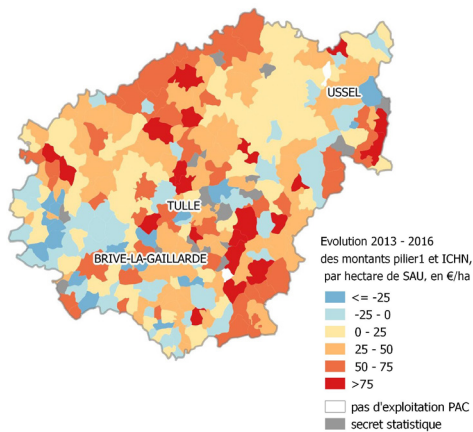 USSEL
TULLE
BRIVE-LA-GAILLARDE
Evolution 2013 - 2016
des montants pilier1 et ICHN,
par hectare de SAU, en €/ha
<= -25
-25 - 0
0 - 25
25 - 50
50 - 75
>75
pas d'exploitation PAC
secret statistique